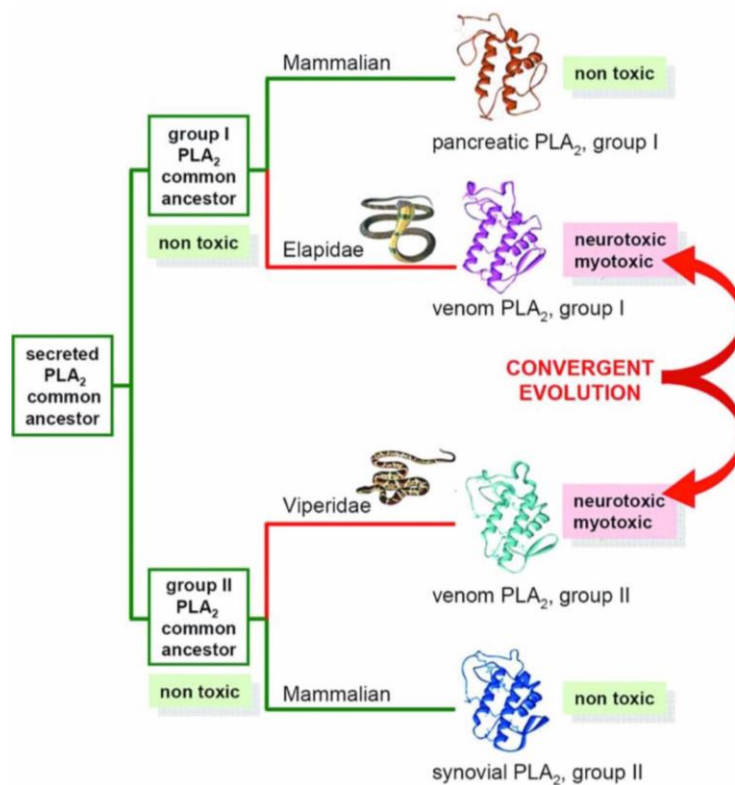 Mammalian
non toxic
pancreatic PLA₂, group I
group I
PLA₂
common
ancestor
non toxic
Elapidae
neurotoxic
myotoxic
venom PLA₂, group I
secreted
PLA₂
common
ancestor
CONVERGENT
EVOLUTION
Viperidae
neurotoxic
myotoxic
venom PLA₂, group II
group II
PLA₂
common
ancestor
non toxic
Mammalian
non toxic
synovial PLA₂, group II